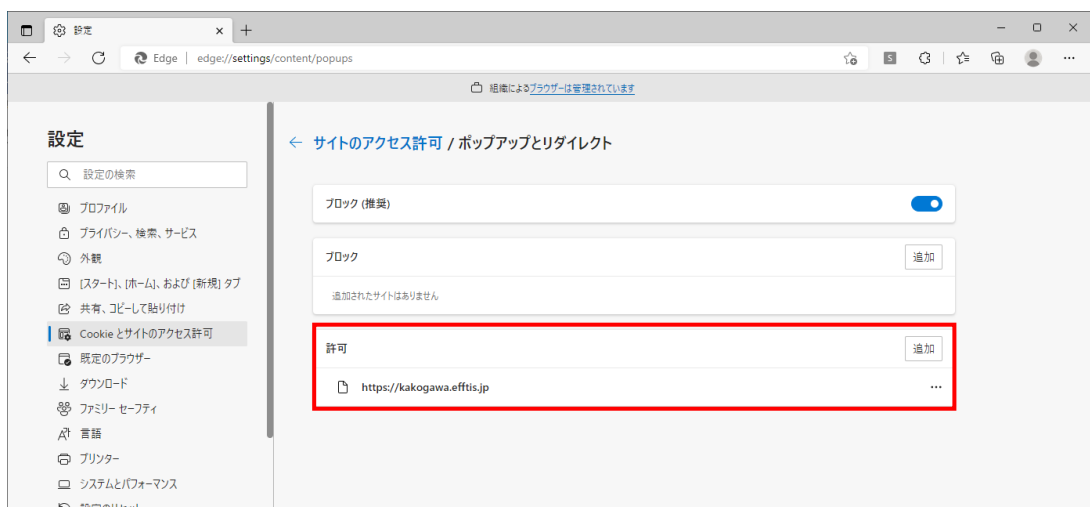 設定
Edge
edge://settings/content/popups
S
組織によるブラウザーは管理されています
設定
設定の検索
プロファイル
プライバシー、検索、サービス
外観
[スタート]、[ホーム]、および [新規] タブ
共有、コピーして貼り付け
Cookie とサイトのアクセス許可
既定のブラウザー
ダウンロード
ファミリー セーフティ
言語
プリンター
システムとパフォーマンス
サイトのアクセス許可 / ポップアップとリダイレクト
ブロック (推奨)
ブロック
追加
追加されたサイトはありません
許可
追加
https://kakogawa.efftis.jp